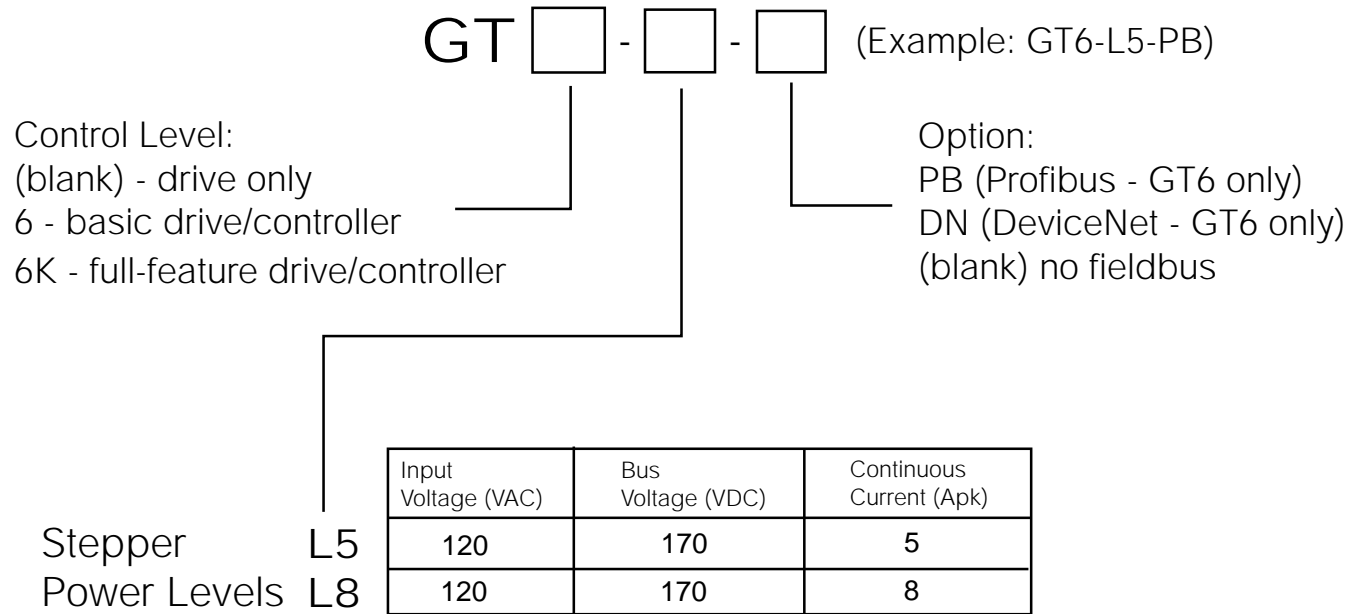 GT - - (Example: GT6-L5-PB)
Control Level:
(blank) - drive only
6 - basic drive/controller
6K - full-feature drive/controller
Option:
PB (Profibus - GT6 only)
DN (DeviceNet - GT6 only)
(blank) no fieldbus
Input Voltage (VAC) Bus Voltage (VDC) Continuous Current (Apk)
Stepper L5 120 170 5
Power Levels L8 120 170 8